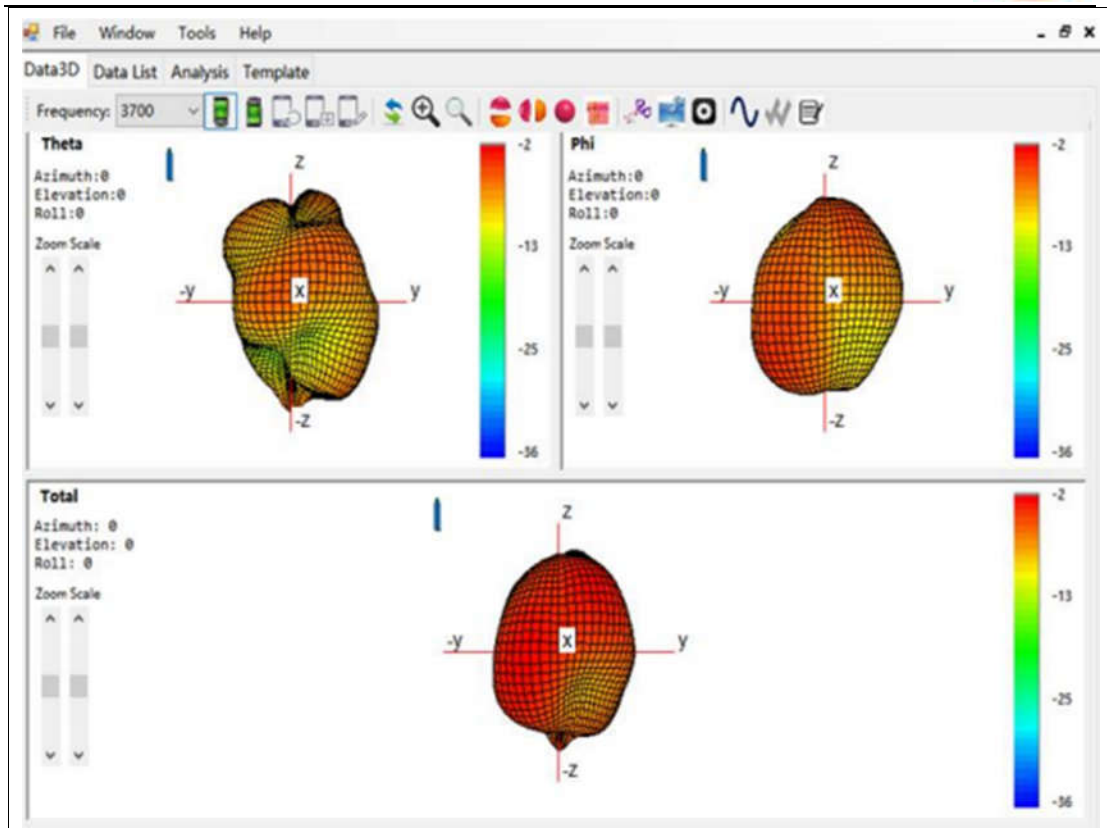 File Window Tools Help
Data3D Data List Analysis Template
Frequency: 3700
Theta
Azimuth:0
Elevation:0
Roll:0
Zoom Scale
z
-y
x
y
-z
-2
-13
-25
-36
Phi
Azimuth:0
Elevation:0
Roll:0
Zoom Scale
z
-y
x
y
-z
-2
-13
-25
-36
Total
Azimuth: 0
Elevation: 0
Roll: 0
Zoom Scale
z
-y
x
y
-z
-2
-13
-25
-36